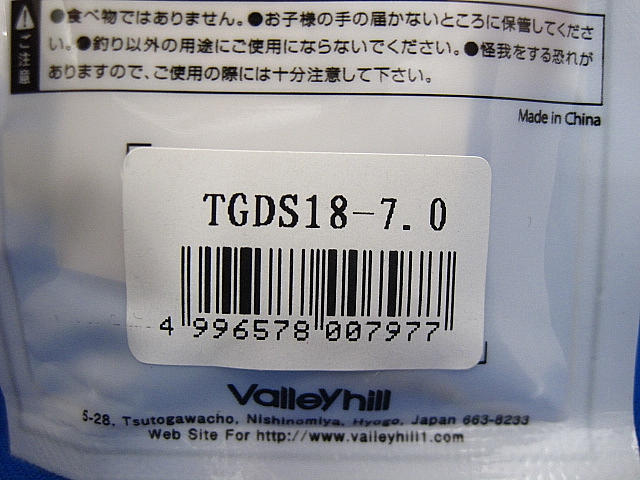 ご注意
●食べ物ではありません。●お子様の手の届かないところに保管してくださ
い。●釣り以外の用途にご使用にならないでください。●怪我をする恐れが
ありますので、ご使用の際には十分注意して下さい。
Made in China
TGDS18-7.0
4 996578 007977
Valleyhill
5-28, Tsutogawacho, Nishinomiya, Hyogo, Japan 663-8233
Web Site For http://www.valleyhill1.com